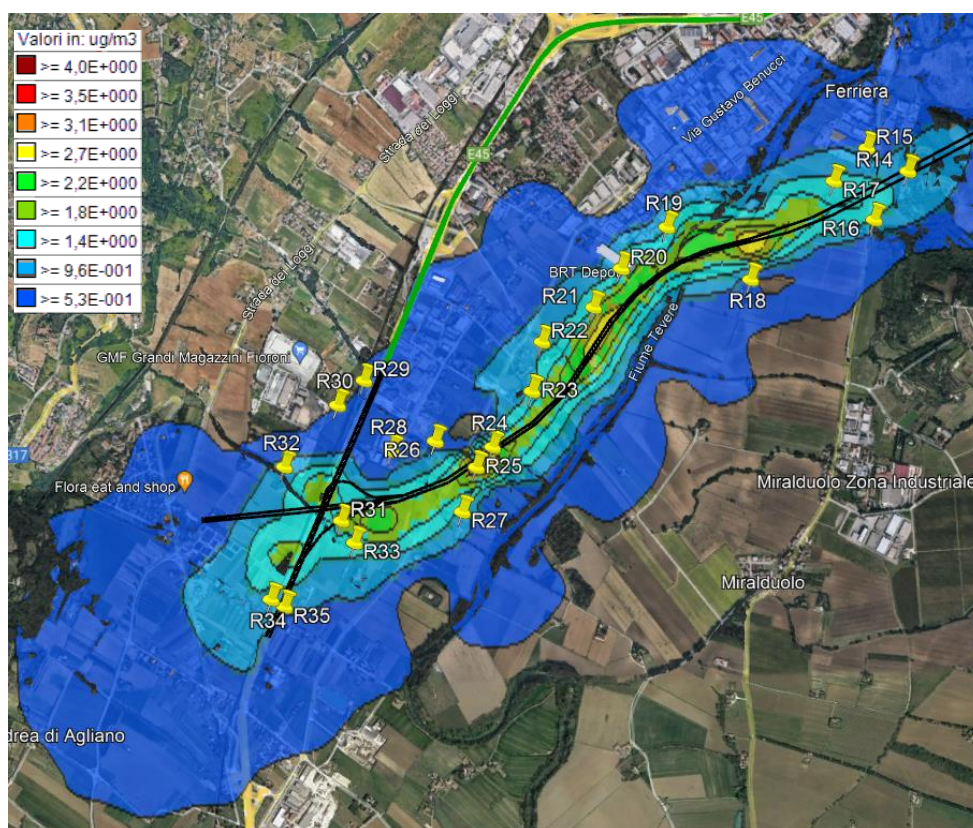 Valori in: ug/m3
>= 4,0E+000
>= 3,5E+000
>= 3,1E+000
>= 2,7E+000
>= 2,2E+000
>= 1,8E+000
>= 1,4E+000
>= 9,6E-001
>= 5,3E-001
E45
Ferriera
Via Gustavo Benucci
Strada dei Loggi
E45
R15
R14
R17
R16
R19
R20
BRT Depot
R18
Strada dei Loggi
R21
Fiume Tevere
R22
GMF Grandi Magazzini Fioroni
R29
R30
R23
R28
R24
R26
317
R32
R25
Flora eat and shop
Miralduolo Zona Industriale
R31
R27
R33
Miralduolo
R34
R35
drea di Agliano